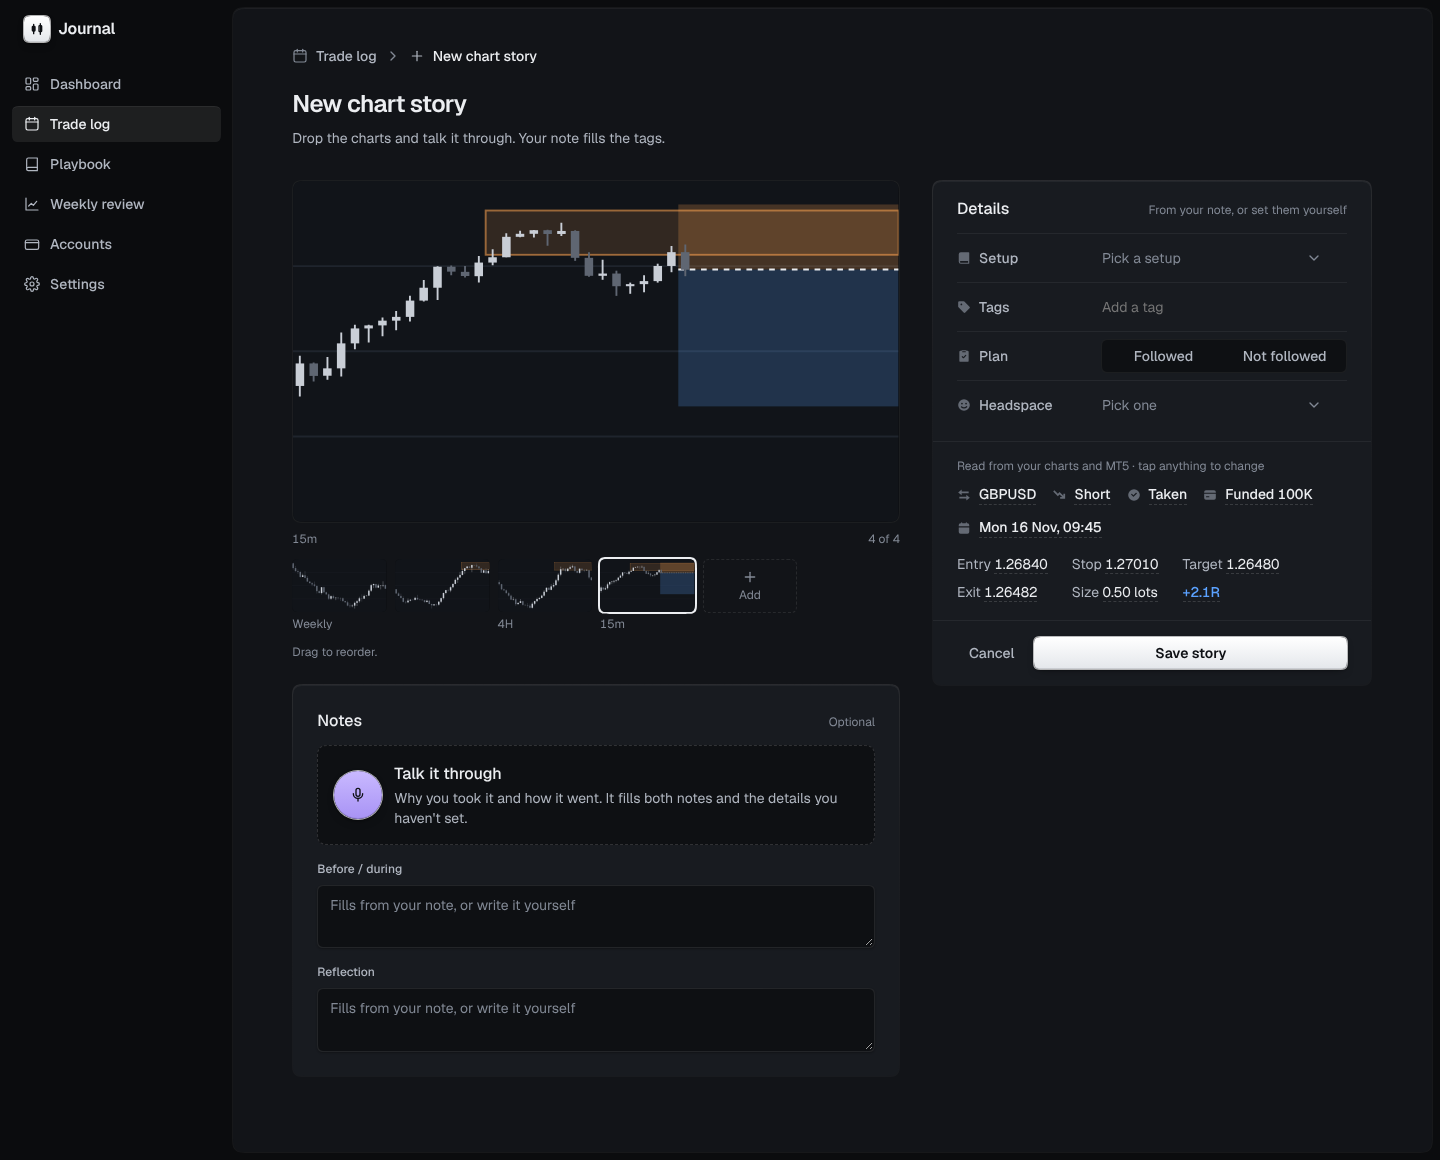 Journal
Dashboard
Trade log
Playbook
Weekly review
Accounts
Settings
Trade log
New chart story
New chart story
Drop the charts and talk it through. Your note fills the tags.
15m
4 of 4
Weekly
4H
15m
Add
Drag to reorder.
Notes
Optional
Talk it through
Why you took it and how it went. It fills both notes and the details you
haven't set.
Before / during
Fills from your note, or write it yourself
Reflection
Fills from your note, or write it yourself
Details
From your note, or set them yourself
Setup
Pick a setup
Tags
Add a tag
Plan
Followed
Not followed
Headspace
Pick one
Read from your charts and MT5 · tap anything to change
GBPUSD
Short
Taken
Funded 100K
Mon 16 Nov, 09:45
Entry 1.26840
Stop 1.27010
Target 1.26480
Exit 1.26482
Size 0.50 lots
+2.1R
Cancel
Save story